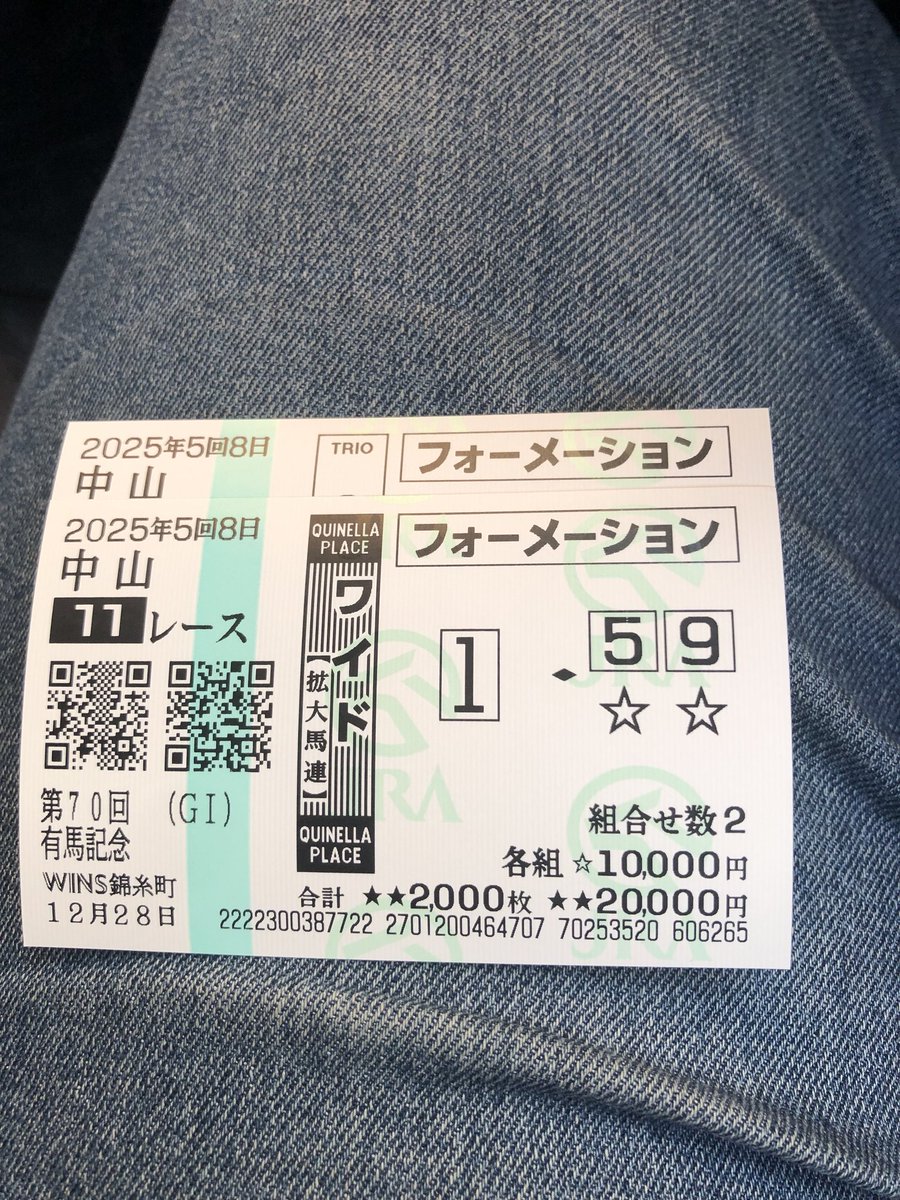 2025年5回8日
中山
TRIO
フォーメーション
2025年5回8日
中山
11レース
第70回 (GI)
有馬記念
WINS錦糸町
12月28日
QUINELLA
PLACE
ワイド
【拡大馬連】
QUINELLA
PLACE
フォーメーション
1 ◆ 5 9
☆ ☆
組合せ数2
各組 ☆10,000円
合計 ★★2,000枚 ★★20,000円
2222300387722 2701200464707 70253520 606265
JRA
JRA
JRA